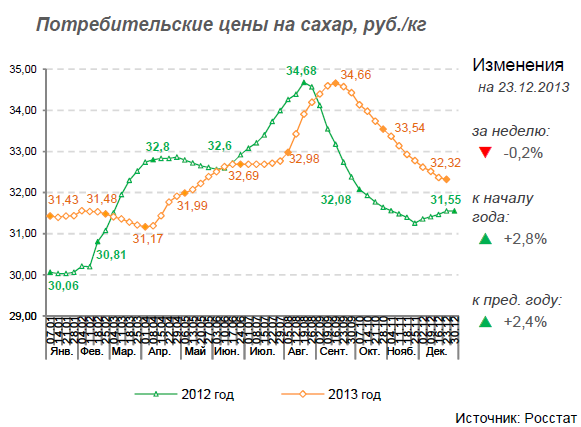 Потребительские цены на сахар, руб./кг
Изменения
на 23.12.2013
за неделю:
-0,2%
к началу
года:
+2,8%
к пред. году:
+2,4%
35,00
34,00
33,00
32,00
31,00
30,00
29,00
34,68
34,66
32,8
32,6
33,54
32,98
32,69
32,32
32,08
31,99
31,43
31,48
31,55
31,17
30,81
30,06
Янв.
Фев.
Мар.
Апр.
Май
Июн.
Июл.
Авг.
Сент.
Окт.
Нояб.
Дек.
2012 год
2013 год
Источник: Росстат